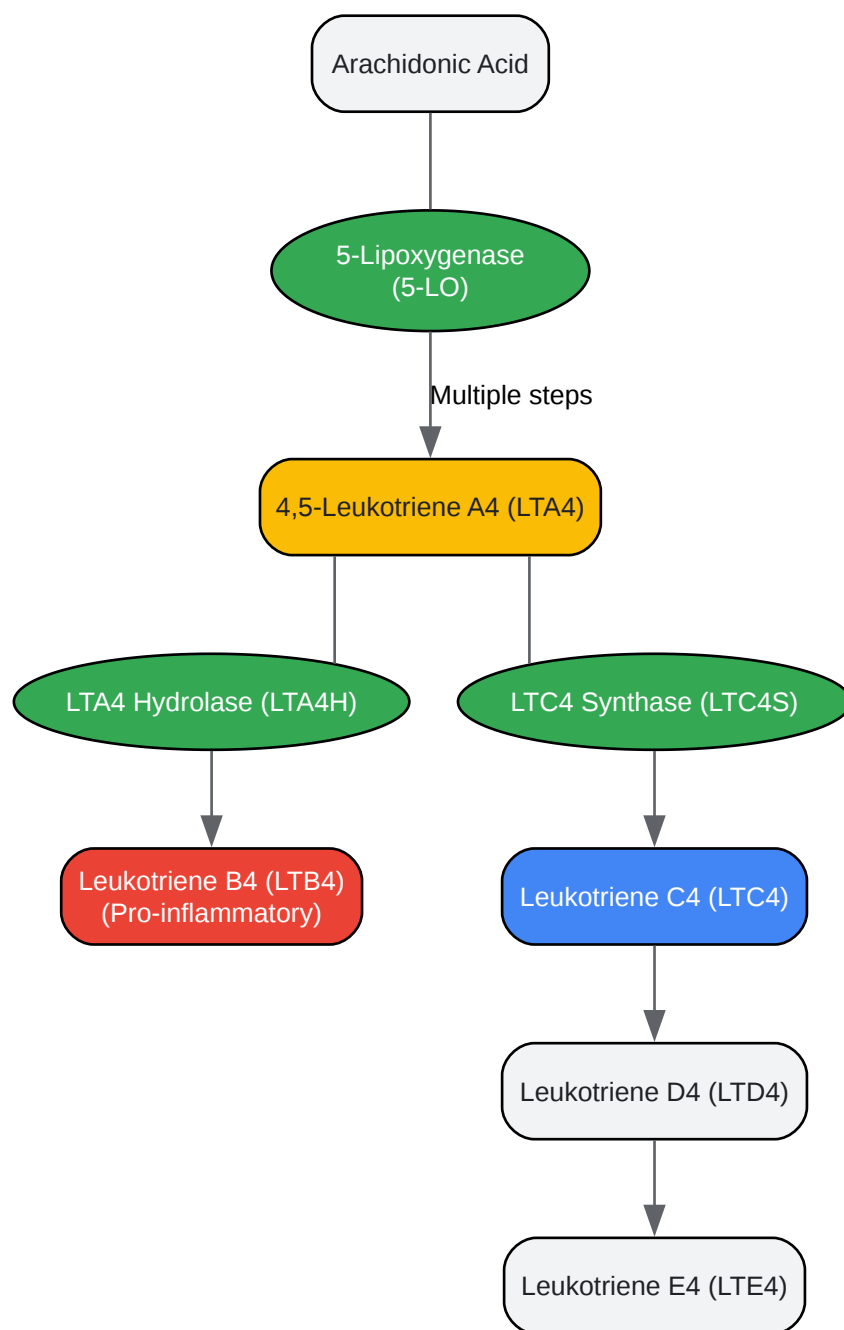 Arachidonic Acid
5-Lipoxygenase
(5-LO)
Multiple steps
4,5-Leukotriene A4 (LTA4)
LTA4 Hydrolase (LTA4H)
LTC4 Synthase (LTC4S)
Leukotriene B4 (LTB4)
(Pro-inflammatory)
Leukotriene C4 (LTC4)
Leukotriene D4 (LTD4)
Leukotriene E4 (LTE4)